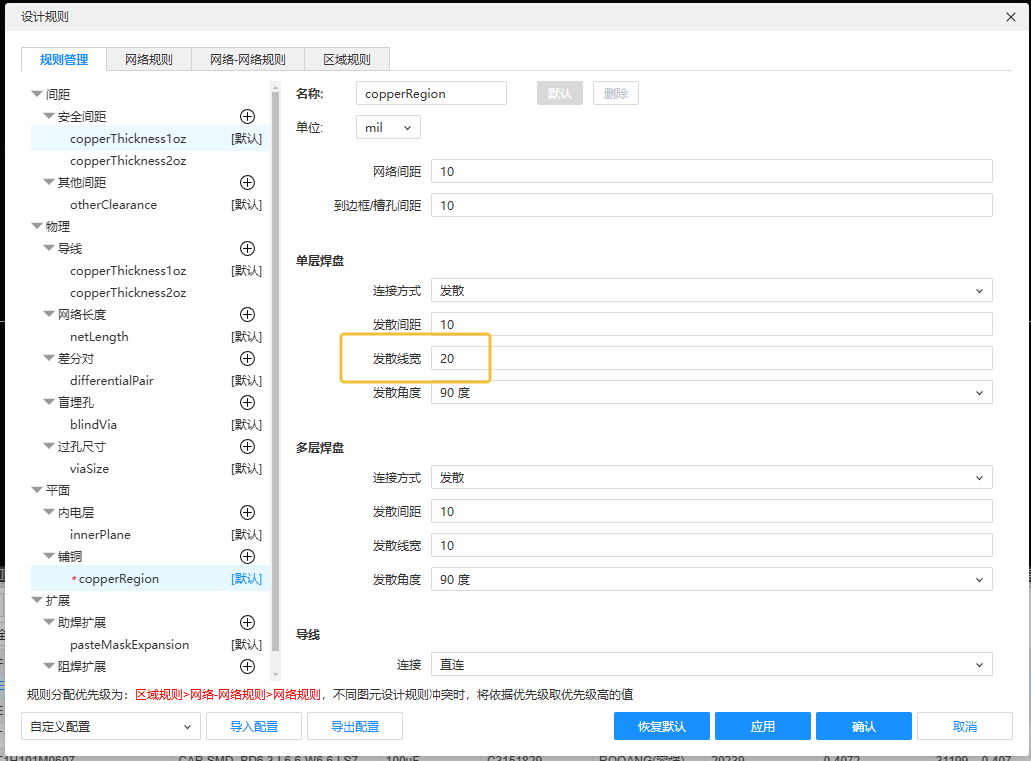 设计规则
规则管理 网络规则 网络-网络规则 区域规则
间距
安全间距
copperThickness1oz [默认]
copperThickness2oz
其他间距
otherClearance [默认]
物理
导线
copperThickness1oz [默认]
copperThickness2oz
网络长度
netLength [默认]
差分对
differentialPair [默认]
盲埋孔
blindVia [默认]
过孔尺寸
viaSize [默认]
平面
内电层
innerPlane [默认]
铺铜
*copperRegion [默认]
扩展
助焊扩展
pasteMaskExpansion [默认]
阻焊扩展
名称: copperRegion 默认 删除
单位: mil
网络间距 10
到边框/槽孔间距 10
单层焊盘
连接方式 发散
发散间距 10
发散线宽 20
发散角度 90 度
多层焊盘
连接方式 发散
发散间距 10
发散线宽 10
发散角度 90 度
导线
连接 直连
规则分配优先级为：区域规则>网络-网络规则>网络规则，不同图元设计规则冲突时，将依据优先级取优先级高的值
自定义配置 导入配置 导出配置 恢复默认 应用 确认 取消